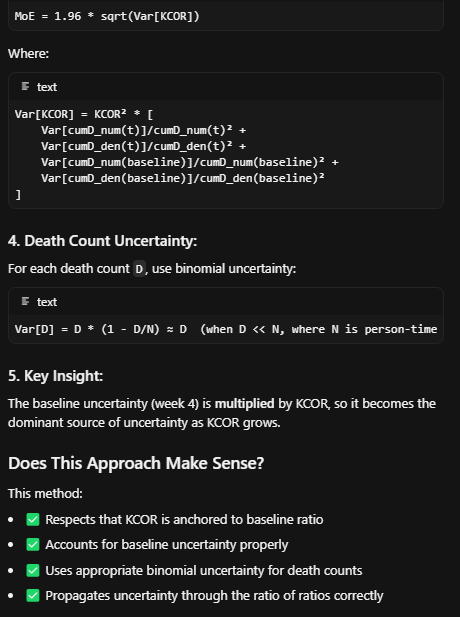 MoE = 1.96 * sqrt(Var[KCOR])
Where:
text
Var[KCOR] = KCOR² * [
    Var[cumD_num(t)]/cumD_num(t)² +
    Var[cumD_den(t)]/cumD_den(t)² +
    Var[cumD_num(baseline)]/cumD_num(baseline)² +
    Var[cumD_den(baseline)]/cumD_den(baseline)²
]
4. Death Count Uncertainty:
For each death count D, use binomial uncertainty:
text
Var[D] = D * (1 - D/N) ≈ D  (when D << N, where N is person-time
5. Key Insight:
The baseline uncertainty (week 4) is multiplied by KCOR, so it becomes the
dominant source of uncertainty as KCOR grows.
Does This Approach Make Sense?
This method:
• ✅ Respects that KCOR is anchored to baseline ratio
• ✅ Accounts for baseline uncertainty properly
• ✅ Uses appropriate binomial uncertainty for death counts
• ✅ Propagates uncertainty through the ratio of ratios correctly